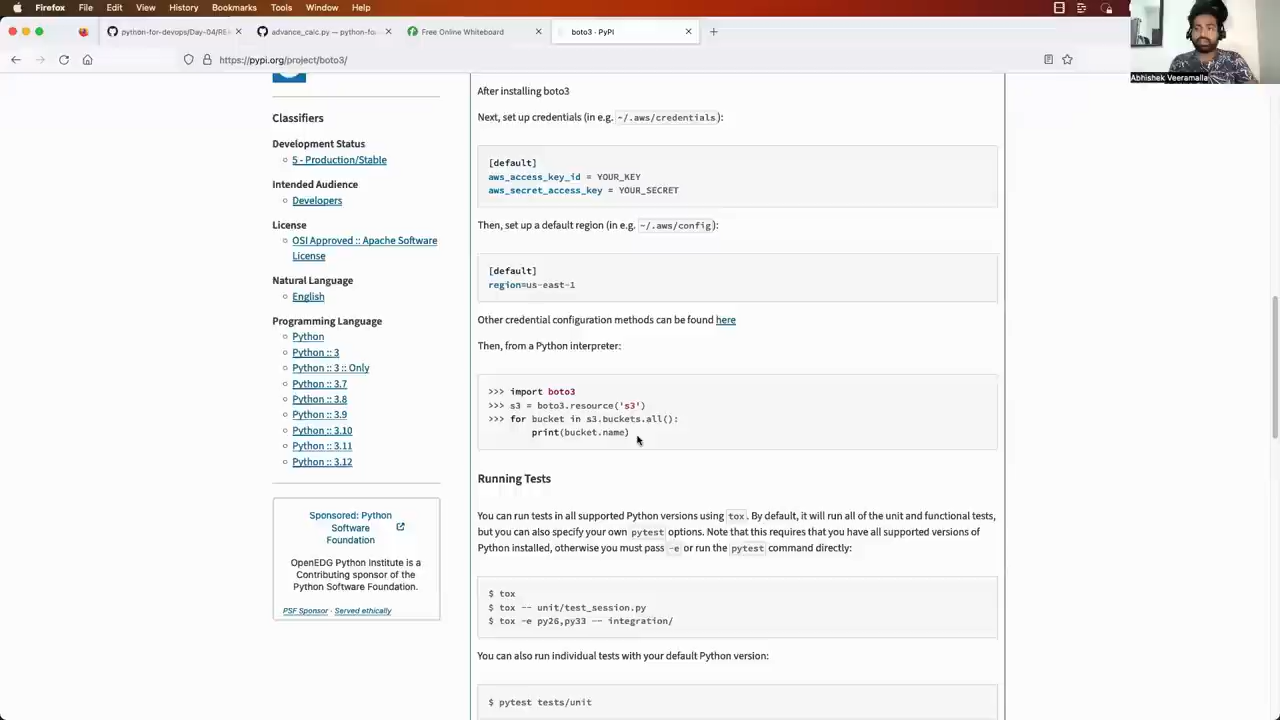 Firefox File Edit View History Bookmarks Tools Window Help
python-for-devops/Day-04/RE
advance_calc.py — python-fo
Free Online Whiteboard
boto3 · PyPI
https://pypi.org/project/boto3/
Abhishek Veeramalla
Classifiers
Development Status
5 - Production/Stable
Intended Audience
Developers
License
OSI Approved :: Apache Software
License
Natural Language
English
Programming Language
Python
Python :: 3
Python :: 3 :: Only
Python :: 3.7
Python :: 3.8
Python :: 3.9
Python :: 3.10
Python :: 3.11
Python :: 3.12
Sponsored: Python
Software
Foundation
OpenEDG Python Institute is a
Contributing sponsor of the
Python Software Foundation.
PSF Sponsor · Served ethically
After installing boto3
Next, set up credentials (in e.g. ~/.aws/credentials):
[default]
aws_access_key_id = YOUR_KEY
aws_secret_access_key = YOUR_SECRET
Then, set up a default region (in e.g. ~/.aws/config):
[default]
region=us-east-1
Other credential configuration methods can be found here
Then, from a Python interpreter:
>>> import boto3
>>> s3 = boto3.resource('s3')
>>> for bucket in s3.buckets.all():
print(bucket.name)
Running Tests
You can run tests in all supported Python versions using tox. By default, it will run all of the unit and functional tests,
but you can also specify your own pytest options. Note that this requires that you have all supported versions of
Python installed, otherwise you must pass -e or run the pytest command directly:
$ tox
$ tox -- unit/test_session.py
$ tox -e py26,py33 -- integration/
You can also run individual tests with your default Python version:
$ pytest tests/unit